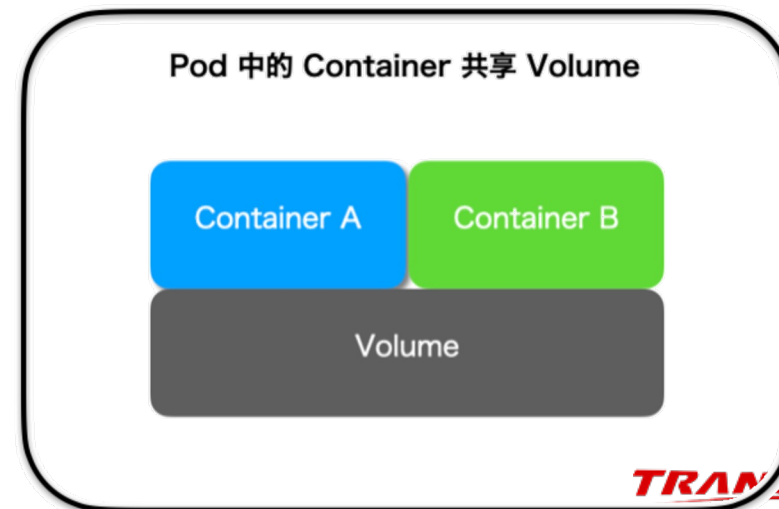 Pod 中的 Container 共享 Volume
Container A
Container B
Volume